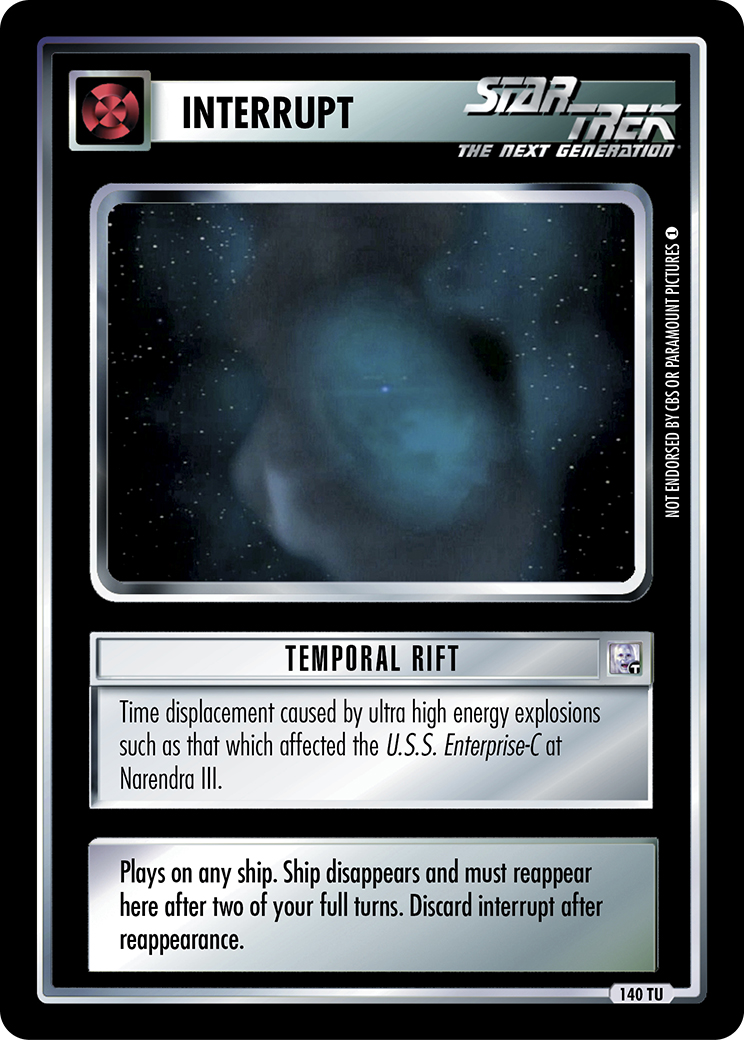 INTERRUPT
STAR TREK
THE NEXT GENERATION
NOT ENDORSED BY CBS OR PARAMOUNT PICTURES 1
TEMPORAL RIFT
T
Time displacement caused by ultra high energy explosions
such as that which affected the U.S.S. Enterprise-C at
Narendra III.
Plays on any ship. Ship disappears and must reappear
here after two of your full turns. Discard interrupt after
reappearance.
140 TU